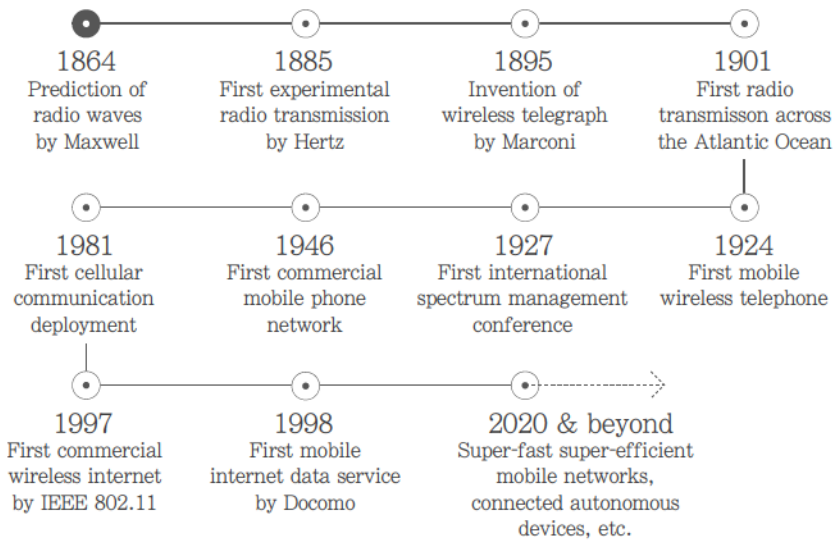 1864
Prediction of
radio waves
by Maxwell
1885
First experimental
radio transmission
by Hertz
1895
Invention of
wireless telegraph
by Marconi
1901
First radio
transmisson across
the Atlantic Ocean
1924
First mobile
wireless telephone
1927
First international
spectrum management
conference
1946
First commercial
mobile phone
network
1981
First cellular
communication
deployment
1997
First commercial
wireless internet
by IEEE 802.11
1998
First mobile
internet data service
by Docomo
2020 & beyond
Super-fast super-efficient
mobile networks,
connected autonomous
devices, etc.